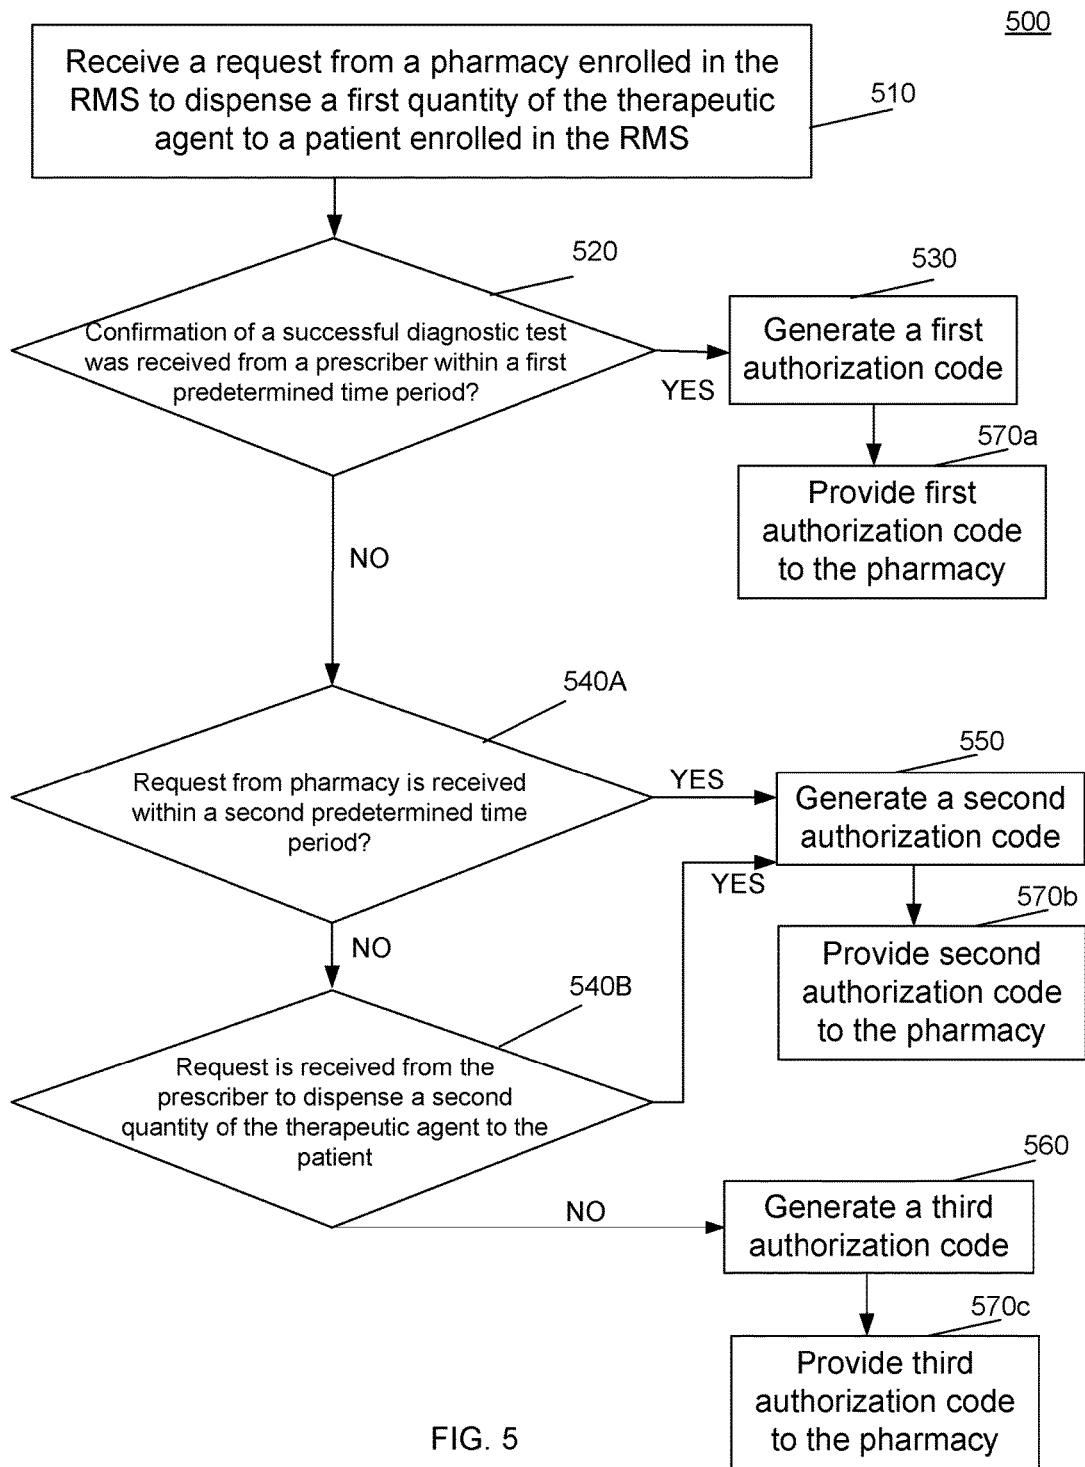 500
Receive a request from a pharmacy enrolled in the
RMS to dispense a first quantity of the therapeutic
agent to a patient enrolled in the RMS
510
520
Confirmation of a successful diagnostic test
was received from a prescriber within a first
predetermined time period?
YES
530
Generate a first
authorization code
570a
Provide first
authorization code
to the pharmacy
NO
540A
Request from pharmacy is received
within a second predetermined time
period?
YES
550
Generate a second
authorization code
YES
570b
Provide second
authorization code
to the pharmacy
NO
540B
Request is received from the
prescriber to dispense a second
quantity of the therapeutic agent to the
patient
NO
560
Generate a third
authorization code
570c
Provide third
authorization code
to the pharmacy
FIG. 5